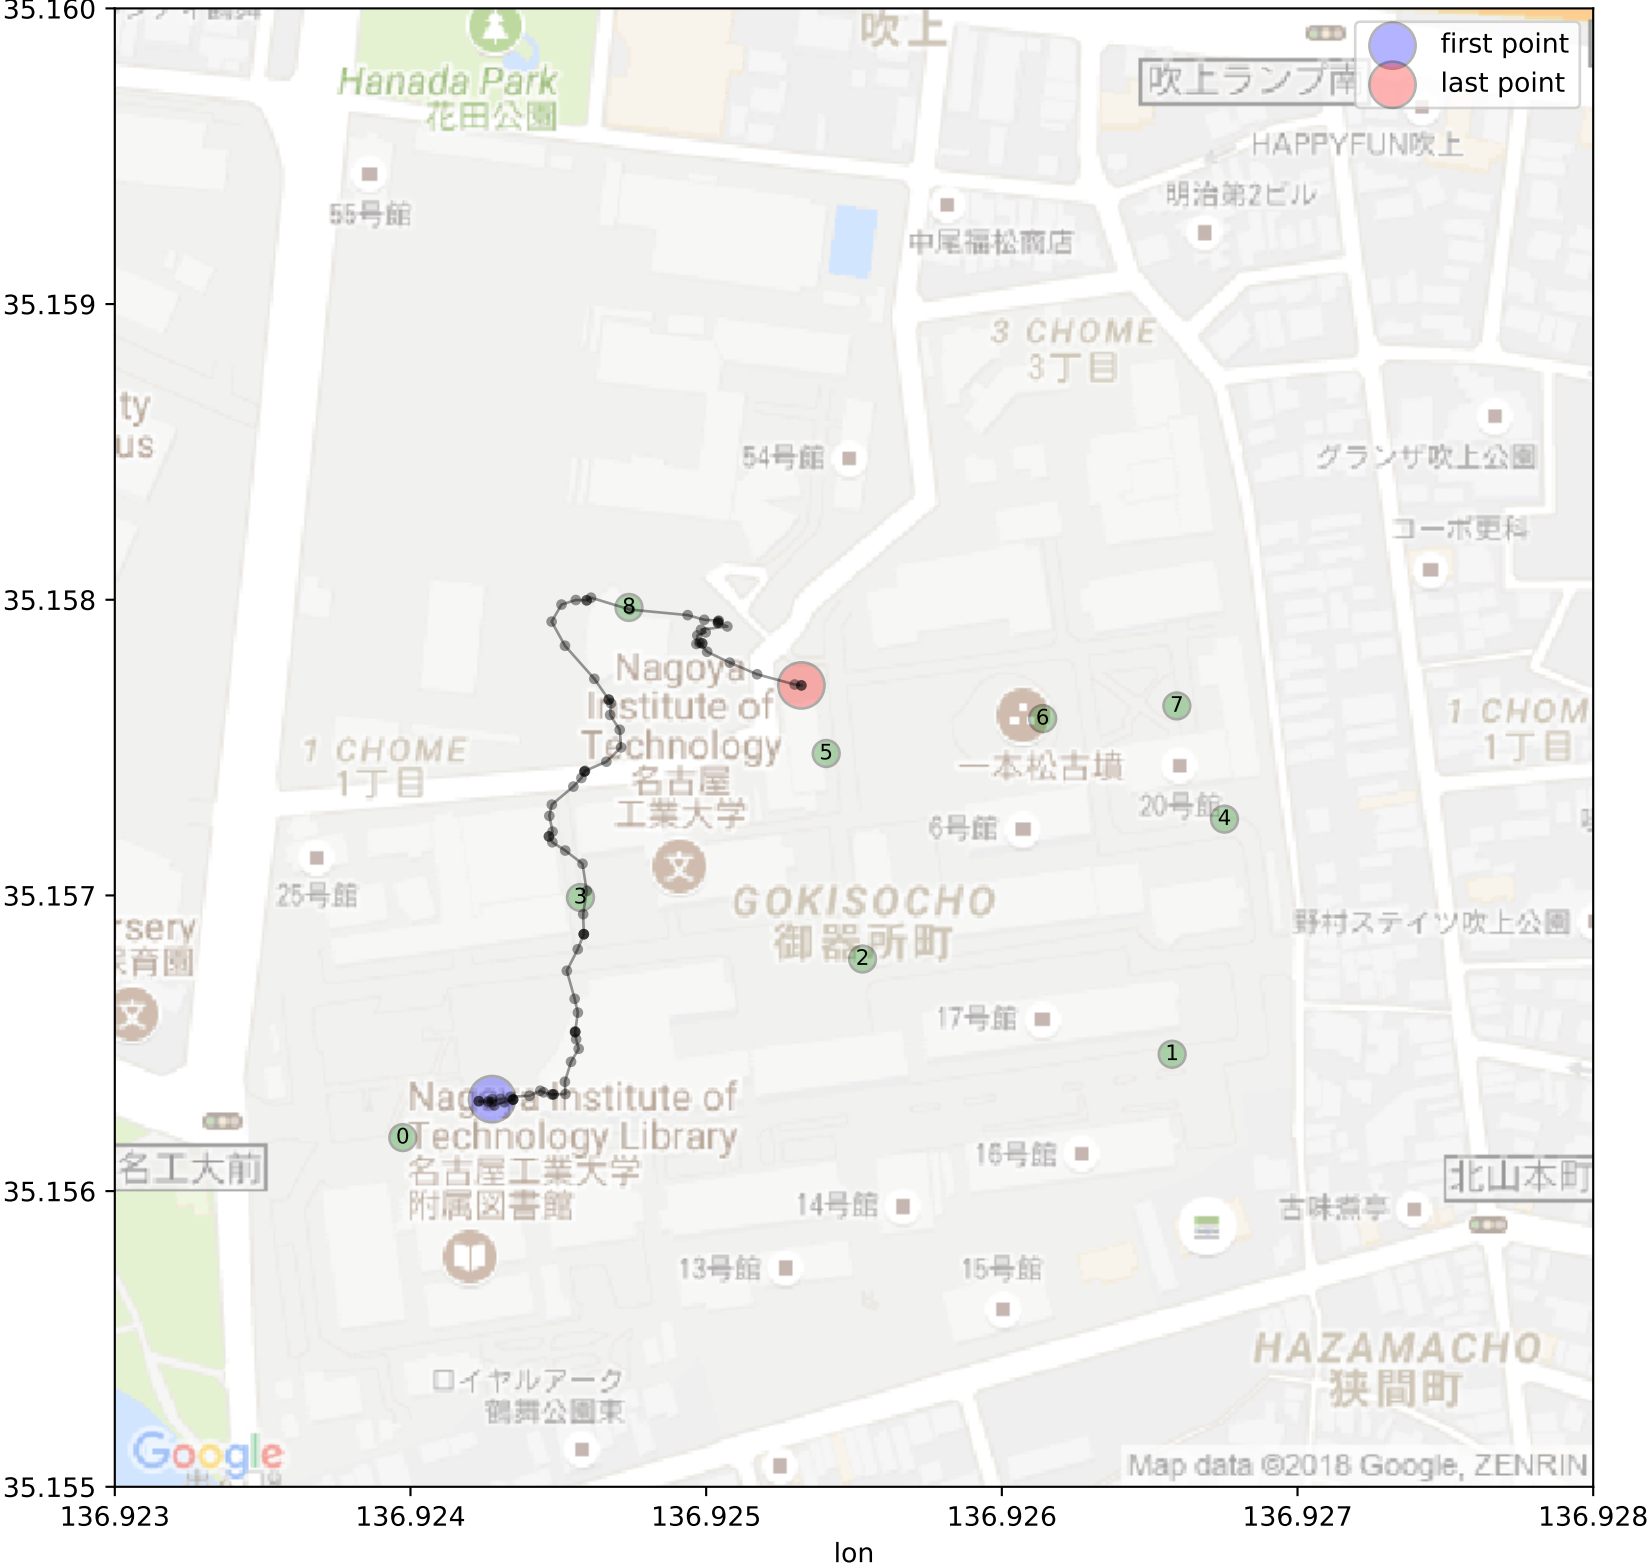 35.160
35.159
35.158
35.157
35.156
35.155
136.923
136.924
136.925
136.926
136.927
136.928
lon
first point
last point
吹上
Hanada Park
花田公園
吹上ランプ南
HAPPYFUN吹上
明治第2ビル
55号館
中尾福松商店
3 CHOME
3丁目
ty
us
54号館
グランザ吹上公園
コーポ更科
8
Nagoya
Institute of
Technology
名古屋
工業大学
1 CHOME
1丁目
5
6
7
一本松古墳
1 CHOM
1丁目
20号館
4
6号館
25号館
3
GOKISOCHO
御器所町
2
野村ステイツ吹上公園
rsery
保育園
17号館
1
Nagoya Institute of
Technology Library
名古屋工業大学
附属図書館
0
名工大前
16号館
14号館
13号館
15号館
北山本町
古味煮亭
HAZAMACHO
狭間町
ロイヤルアーク
鶴舞公園東
Google
Map data ©2018 Google, ZENRIN